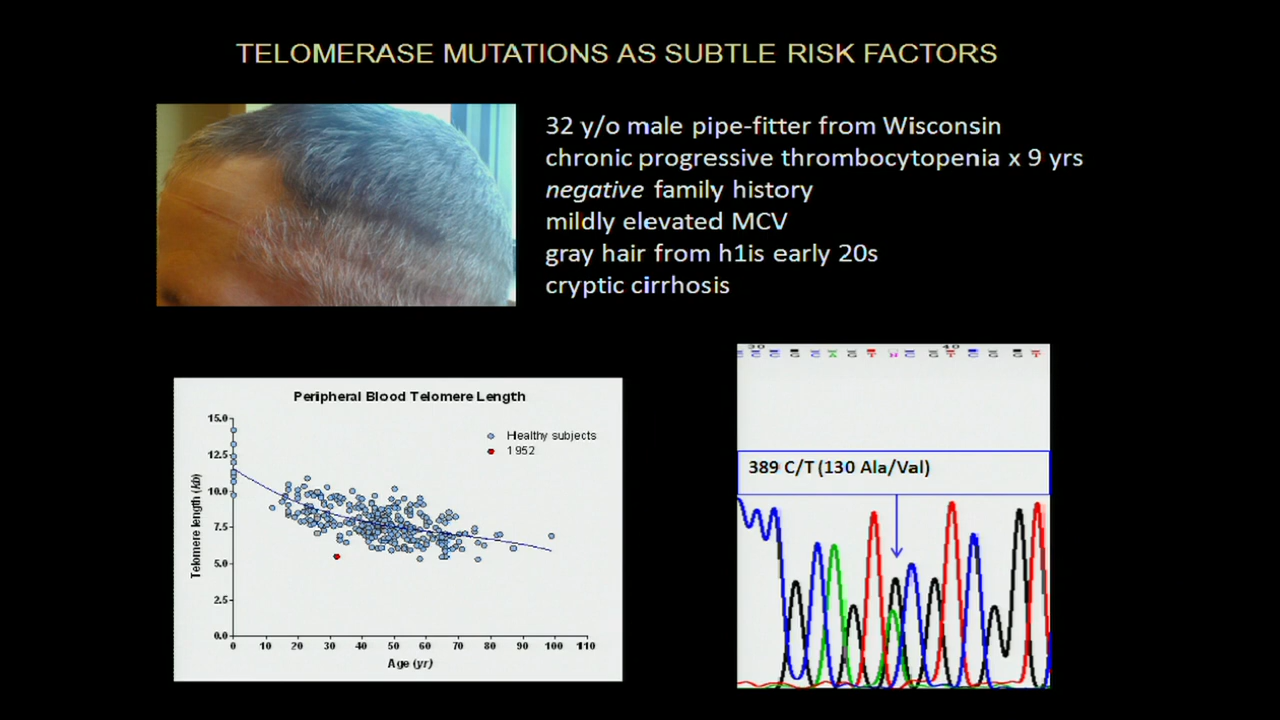 TELOMERASE MUTATIONS AS SUBTLE RISK FACTORS
32 y/o male pipe-fitter from Wisconsin
chronic progressive thrombocytopenia x 9 yrs
negative family history
mildly elevated MCV
gray hair from h1is early 20s
cryptic cirrhosis
Peripheral Blood Telomere Length
Healthy subjects
1952
Telomere length (kb)
15.0
12.5
10.0
7.5
5.0
2.5
0.0
0 10 20 30 40 50 60 70 80 90 100 110
Age (yr)
30 40
389 C/T (130 Ala/Val)